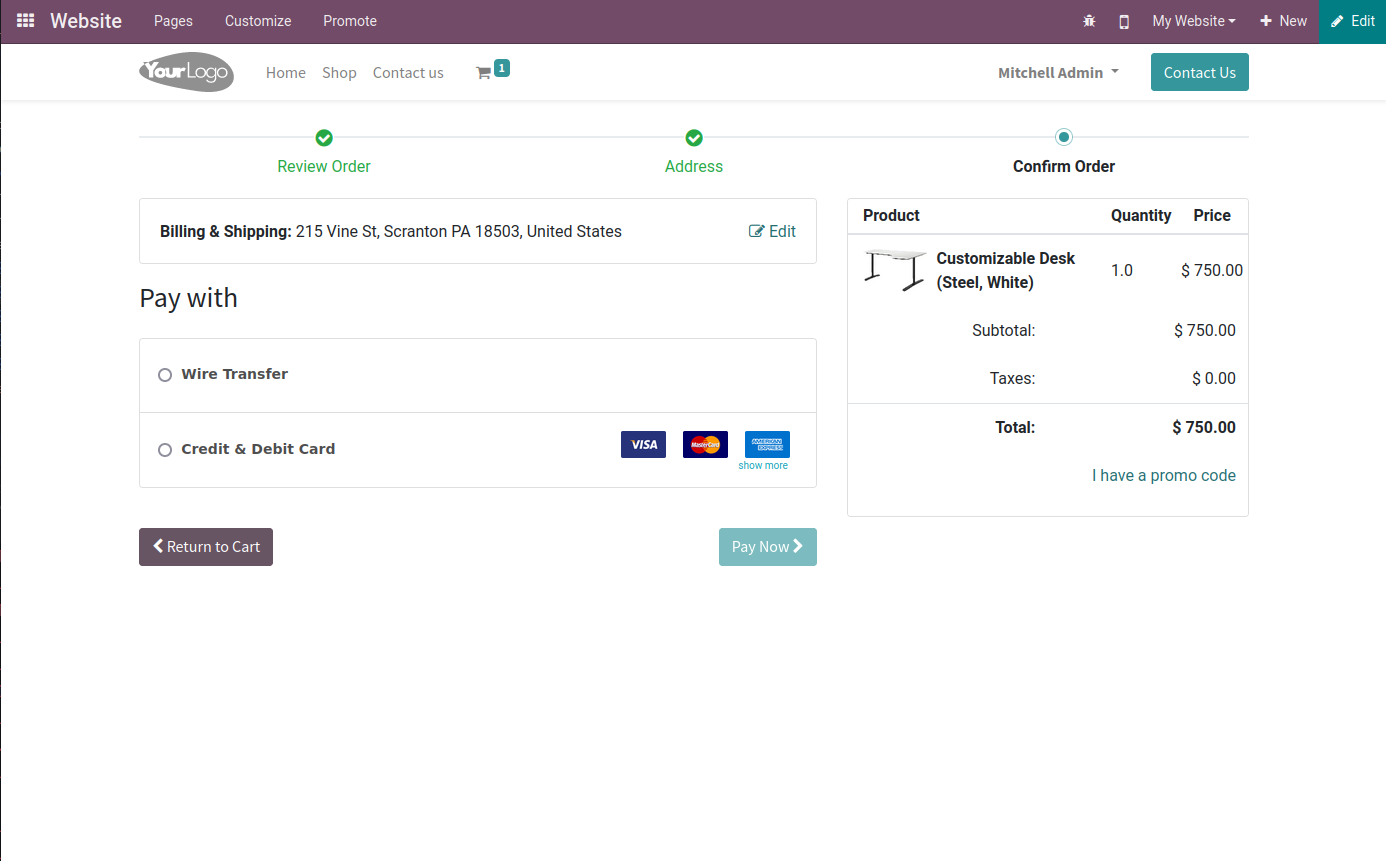 Website Pages Customize Promote My Website New Edit
YourLogo Home Shop Contact us 1 Mitchell Admin Contact Us
Review Order Address Confirm Order
Billing & Shipping: 215 Vine St, Scranton PA 18503, United States Edit
Pay with
Wire Transfer
Credit & Debit Card VISA MasterCard AMERICAN EXPRESS
show more
Return to Cart Pay Now
Product Quantity Price
Customizable Desk
(Steel, White) 1.0 $ 750.00
Subtotal: $ 750.00
Taxes: $ 0.00
Total: $ 750.00
I have a promo code